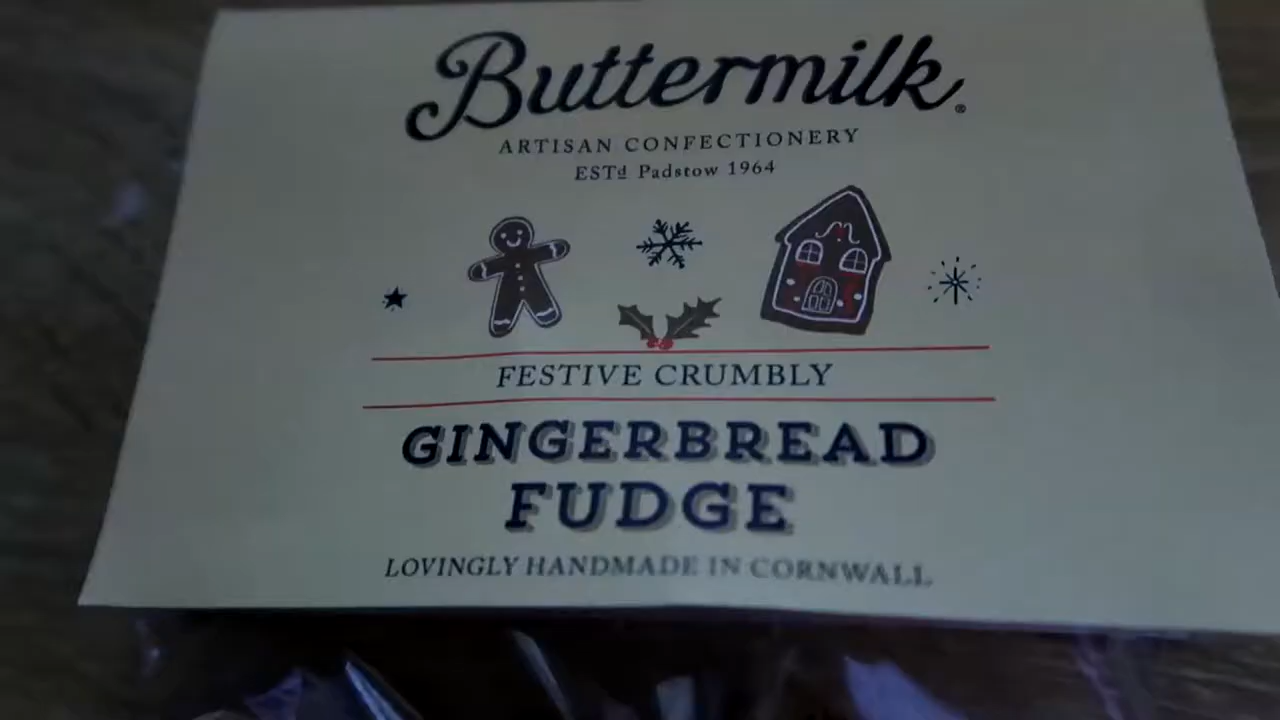 Buttermilk®
ARTISAN CONFECTIONERY
ESTd Padstow 1964
FESTIVE CRUMBLY
GINGERBREAD
FUDGE
LOVINGLY HANDMADE IN CORNWALL